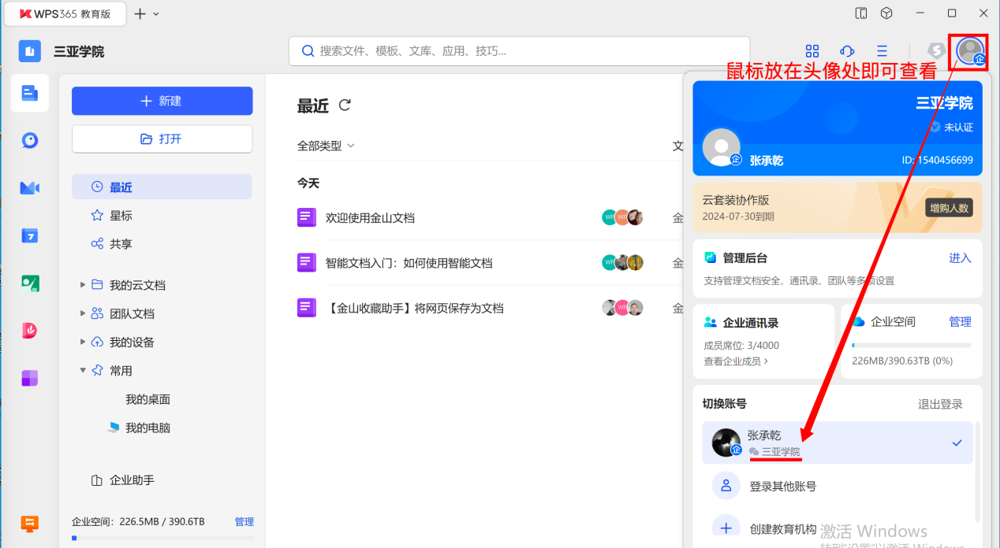 WPS365 教育版
三亚学院
搜索文件、模板、文库、应用、技巧...
鼠标放在头像处即可查看
新建
打开
最近
星标
共享
我的云文档
团队文档
我的设备
常用
我的桌面
我的电脑
企业助手
企业空间：226.5MB / 390.6TB 管理
最近
全部类型
文
今天
欢迎使用金山文档
金
智能文档入门：如何使用智能文档
金
【金山收藏助手】将网页保存为文档
金
三亚学院
未认证
张承乾
ID: 1540456699
云套装协作版
2024-07-30到期
增购人数
管理后台 进入
支持管理文档安全、通讯录、团队等多项设置
企业通讯录
成员席位: 3/4000
查看企业成员 ›
企业空间 管理
226MB/390.63TB (0%)
切换账号 退出登录
张承乾
三亚学院
登录其他账号
创建教育机构
激活 Windows
转到"设置"以激活 Windows